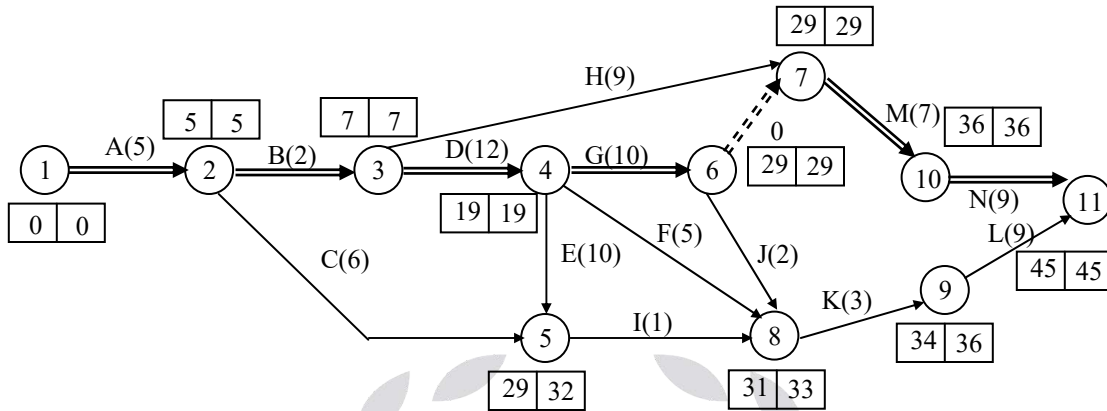 29 29
H(9)
7
M(7)
36 36
5 5
7 7
A(5)
B(2)
D(12)
G(10)
0
1
2
3
4
6
29 29
10
N(9)
11
0 0
19 19
C(6)
E(10)
F(5)
J(2)
L(9)
45 45
K(3)
9
5
I(1)
8
34 36
29 32
31 33